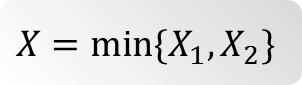 X = min{X₁, X₂}